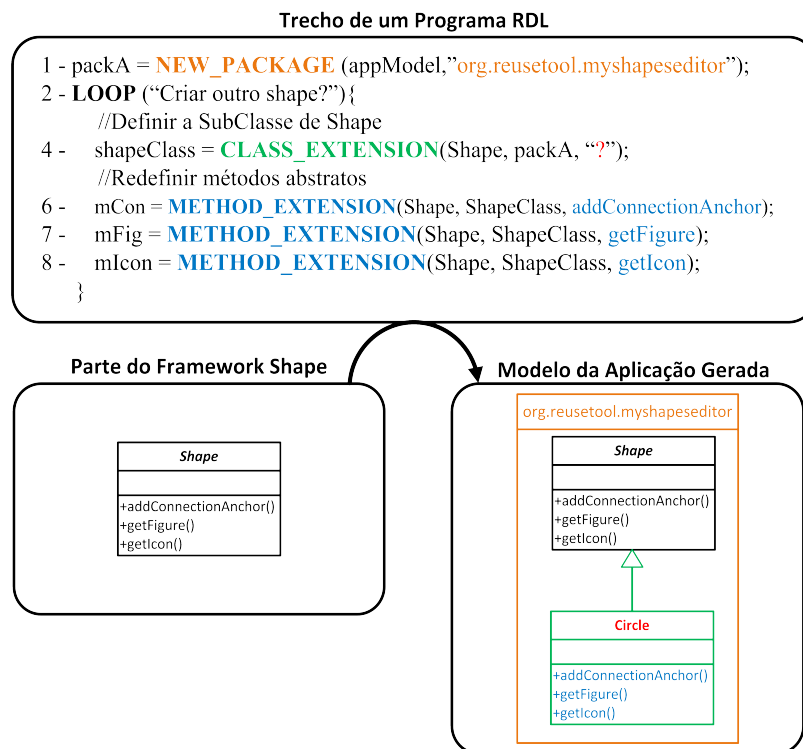 Trecho de um Programa RDL
1 - packA = NEW_PACKAGE (appModel,”org.reusetool.myshapeseditor”);
2 - LOOP (“Criar outro shape?”){
//Definir a SubClasse de Shape
4 - shapeClass = CLASS_EXTENSION(Shape, packA, “?”);
//Redefinir métodos abstratos
6 - mCon = METHOD_EXTENSION(Shape, ShapeClass, addConnectionAnchor);
7 - mFig = METHOD_EXTENSION(Shape, ShapeClass, getFigure);
8 - mIcon = METHOD_EXTENSION(Shape, ShapeClass, getIcon);
}
Parte do Framework Shape
Shape
+addConnectionAnchor()
+getFigure()
+getIcon()
Modelo da Aplicação Gerada
org.reusetool.myshapeseditor
Shape
+addConnectionAnchor()
+getFigure()
+getIcon()
Circle
+addConnectionAnchor()
+getFigure()
+getIcon()